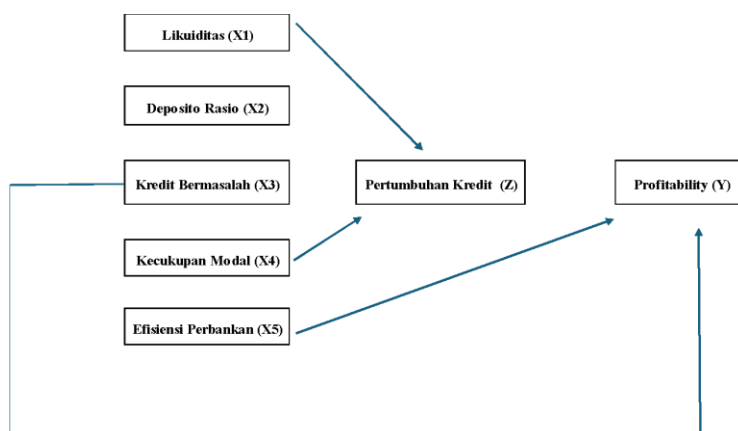 Likuiditas (X1)
Deposito Rasio (X2)
Kredit Bermasalah (X3)
Pertumbuhan Kredit (Z)
Profitability (Y)
Kecukupan Modal (X4)
Efisiensi Perbankan (X5)